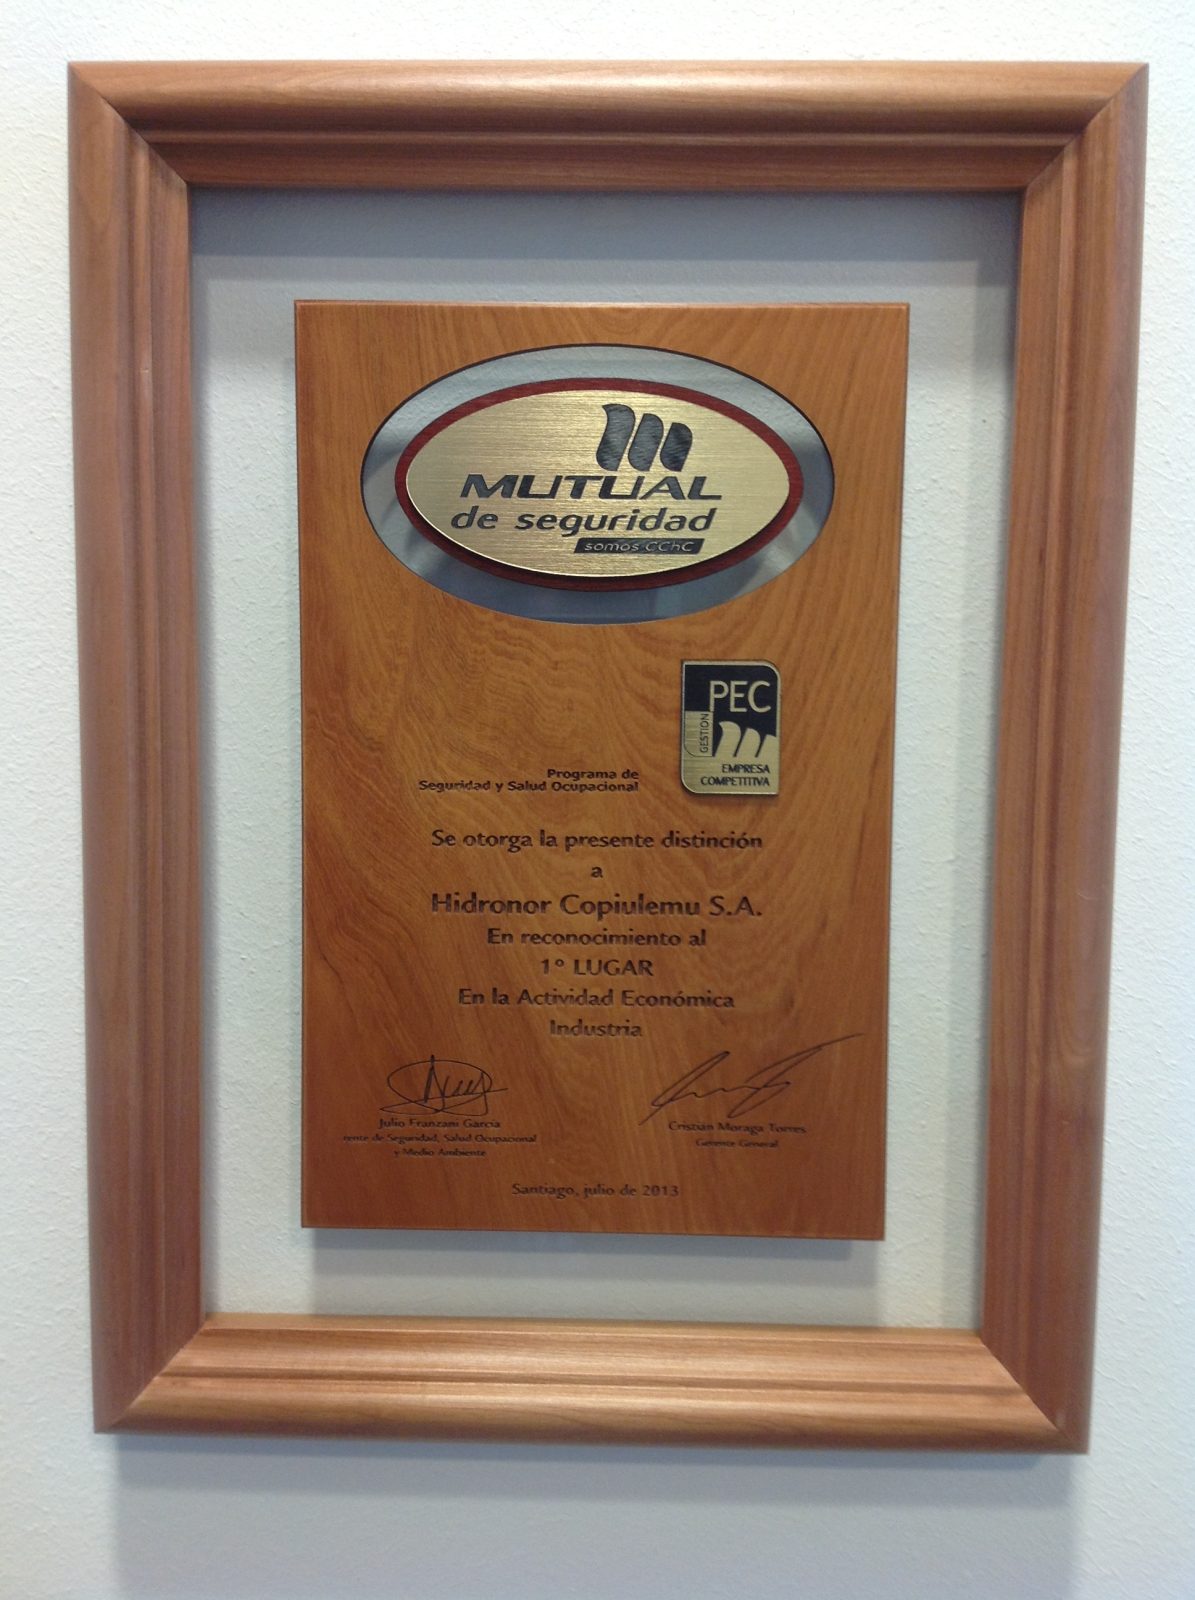 MUTUAL
de seguridad
somos CChC
PEC
GESTION
EMPRESA
COMPETITIVA
Programa de
Seguridad y Salud Ocupacional
Se otorga la presente distinción
a
Hidronor Copiulemu S.A.
En reconocimiento al
1° LUGAR
En la Actividad Económica
Industria
Julio Franzani García
rente de Seguridad, Salud Ocupacional
y Medio Ambiente
Cristián Moraga Torres
Gerente General
Santiago, julio de 2013